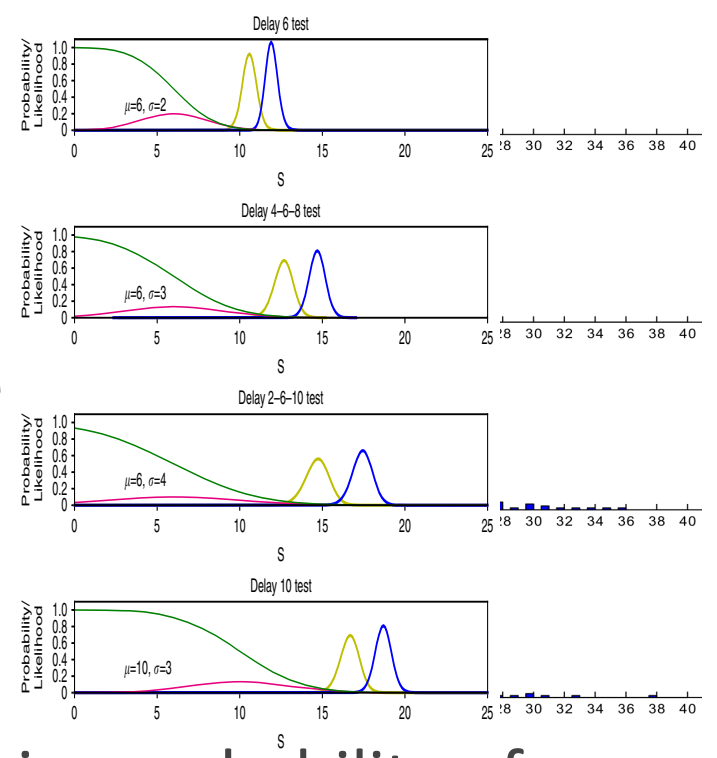 Delay 6 test
Probability/
Likelihood
1.0
0.8
0.6
0.4
0.2
0
μ=6, σ=2
0 5 10 15 20 25
S
28 30 32 34 36 38 40
Delay 4–6–8 test
Probability/
Likelihood
1.0
0.8
0.6
0.4
0.2
0
μ=6, σ=3
0 5 10 15 20 25
S
28 30 32 34 36 38 40
Delay 2–6–10 test
Probability/
Likelihood
1.0
0.8
0.6
0.4
0.2
0
μ=6, σ=4
0 5 10 15 20 25
S
28 30 32 34 36 38 40
Delay 10 test
Probability/
Likelihood
1.0
0.8
0.6
0.4
0.2
0
μ=10, σ=3
0 5 10 15 20 25
S
28 30 32 34 36 38 40